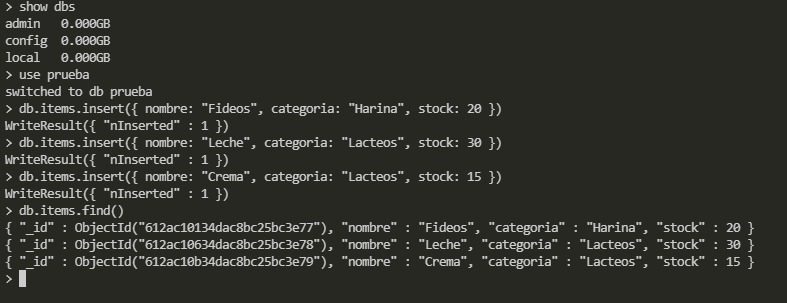 > show dbs
admin   0.000GB
config  0.000GB
local   0.000GB
> use prueba
switched to db prueba
> db.items.insert({ nombre: "Fideos", categoria: "Harina", stock: 20 })
WriteResult({ "nInserted" : 1 })
> db.items.insert({ nombre: "Leche", categoria: "Lacteos", stock: 30 })
WriteResult({ "nInserted" : 1 })
> db.items.insert({ nombre: "Crema", categoria: "Lacteos", stock: 15 })
WriteResult({ "nInserted" : 1 })
> db.items.find()
{ "_id" : ObjectId("612ac10134dac8bc25bc3e77"), "nombre" : "Fideos", "categoria" : "Harina", "stock" : 20 }
{ "_id" : ObjectId("612ac10634dac8bc25bc3e78"), "nombre" : "Leche", "categoria" : "Lacteos", "stock" : 30 }
{ "_id" : ObjectId("612ac10b34dac8bc25bc3e79"), "nombre" : "Crema", "categoria" : "Lacteos", "stock" : 15 }
>